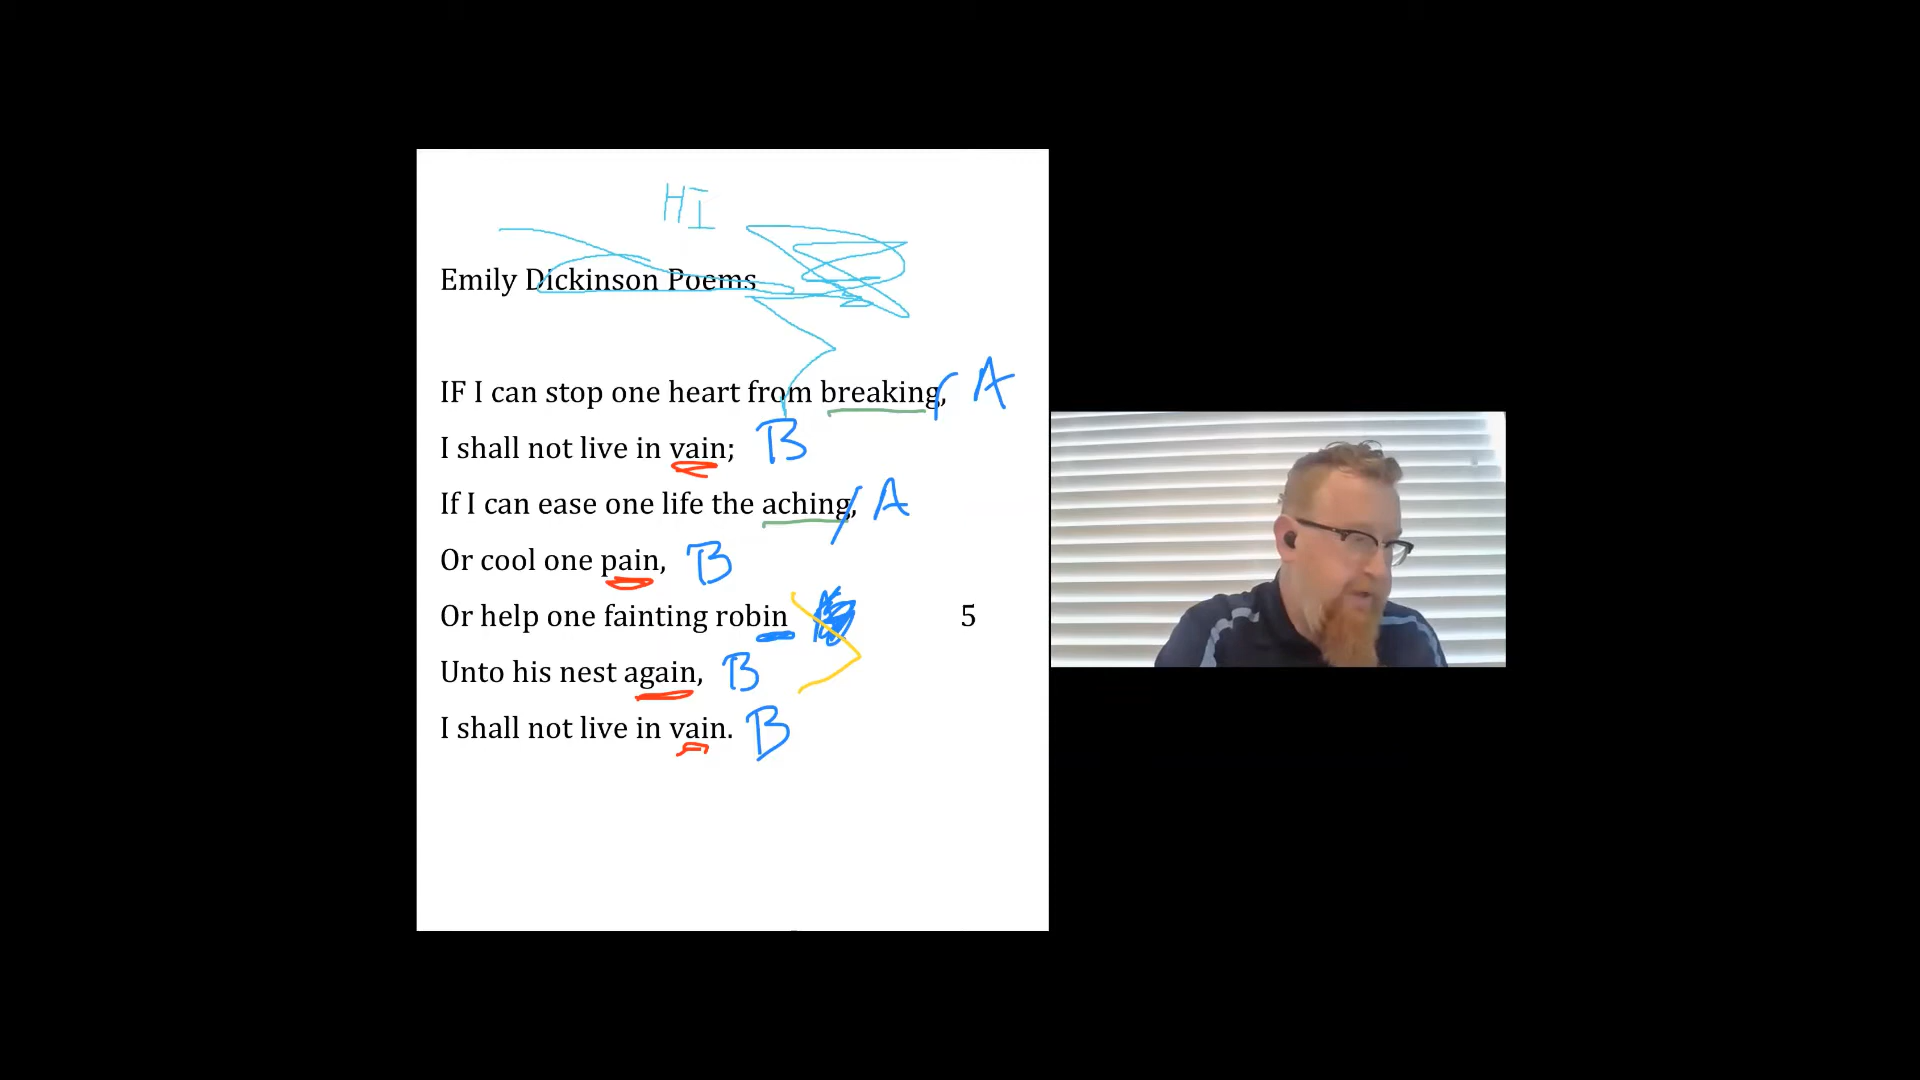 HI
Emily Dickinson Poems
IF I can stop one heart from breaking, A
I shall not live in vain; B
If I can ease one life the aching, A
Or cool one pain, B
Or help one fainting robin 5
Unto his nest again, B
I shall not live in vain. B